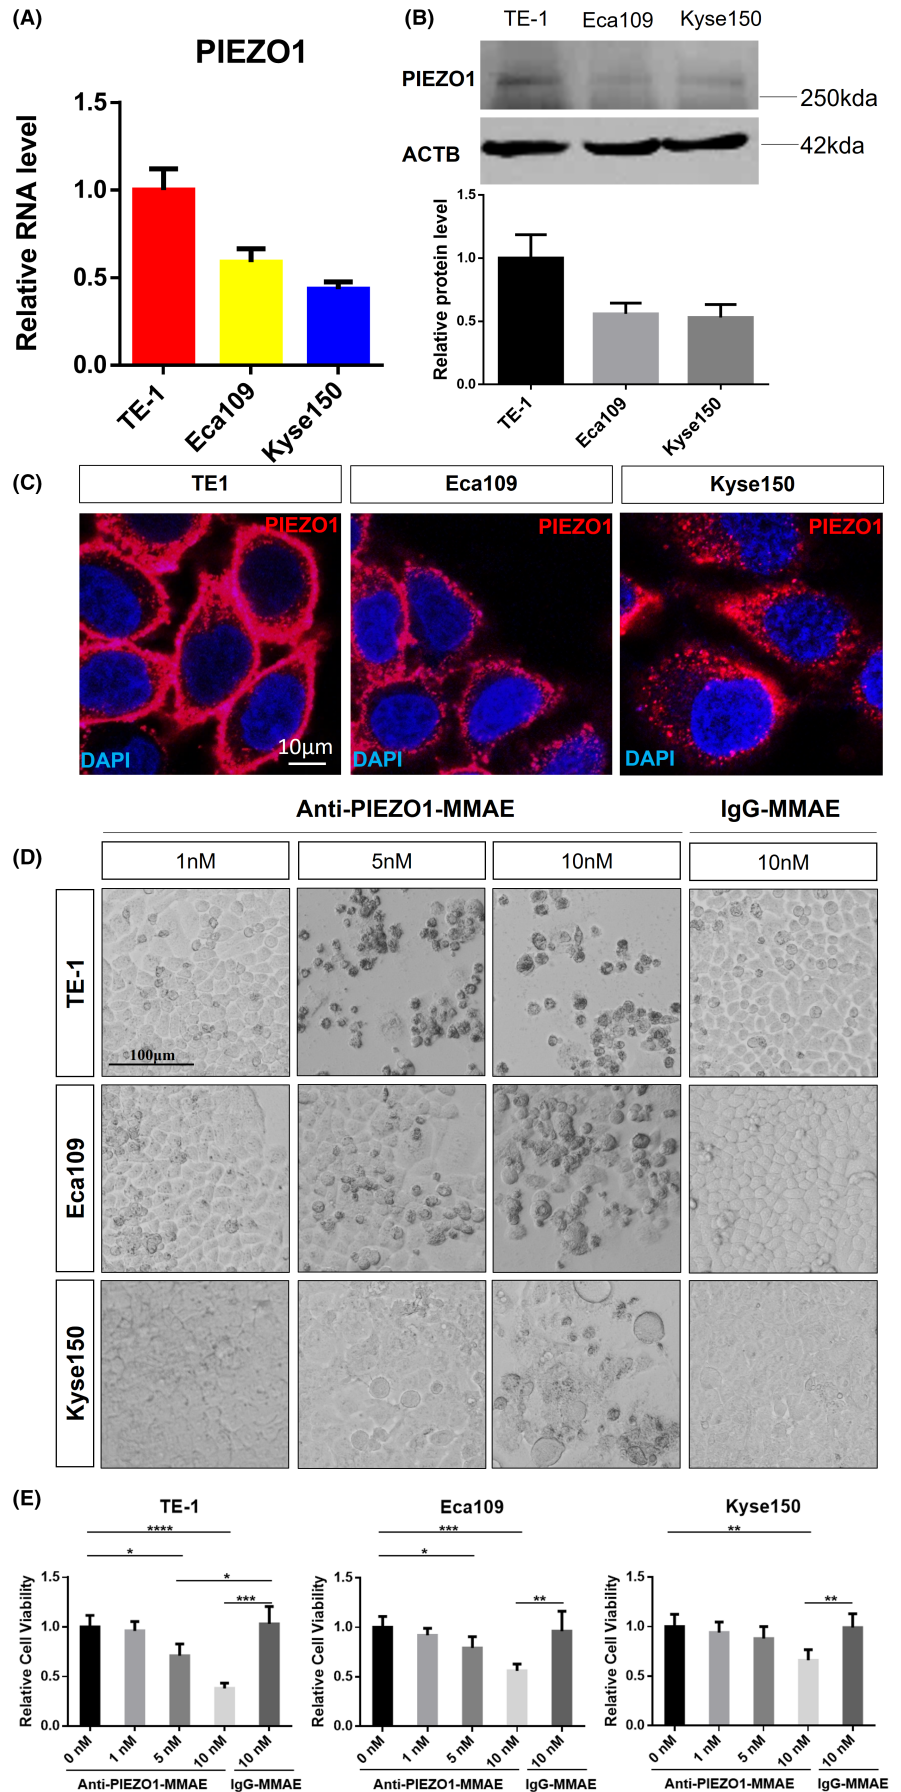 (A)
PIEZO1
Relative RNA level
1.5
1.0
0.5
0.0
TE-1
Eca109
Kyse150
(B)
TE-1 Eca109 Kyse150
PIEZO1
250kda
ACTB
42kda
Relative protein level
1.5
1.0
0.5
0.0
TE-1
Eca109
Kyse150
(C)
TE1 Eca109 Kyse150
PIEZO1 PIEZO1 PIEZO1
DAPI 10μm DAPI DAPI
Anti-PIEZO1-MMAE IgG-MMAE
(D)
1nM 5nM 10nM 10nM
TE-1
100μm
Eca109
Kyse150
(E)
TE-1
****
*
*
***
Relative Cell Viability
1.5
1.0
0.5
0.0
0 nM 1 nM 5 nM 10 nM 10 nM
Anti-PIEZO1-MMAE IgG-MMAE
Eca109
***
*
**
Relative Cell Viability
1.5
1.0
0.5
0.0
0 nM 1 nM 5 nM 10 nM 10 nM
Anti-PIEZO1-MMAE IgG-MMAE
Kyse150
**
**
Relative Cell Viability
1.5
1.0
0.5
0.0
0 nM 1 nM 5 nM 10 nM 10 nM
Anti-PIEZO1-MMAE IgG-MMAE